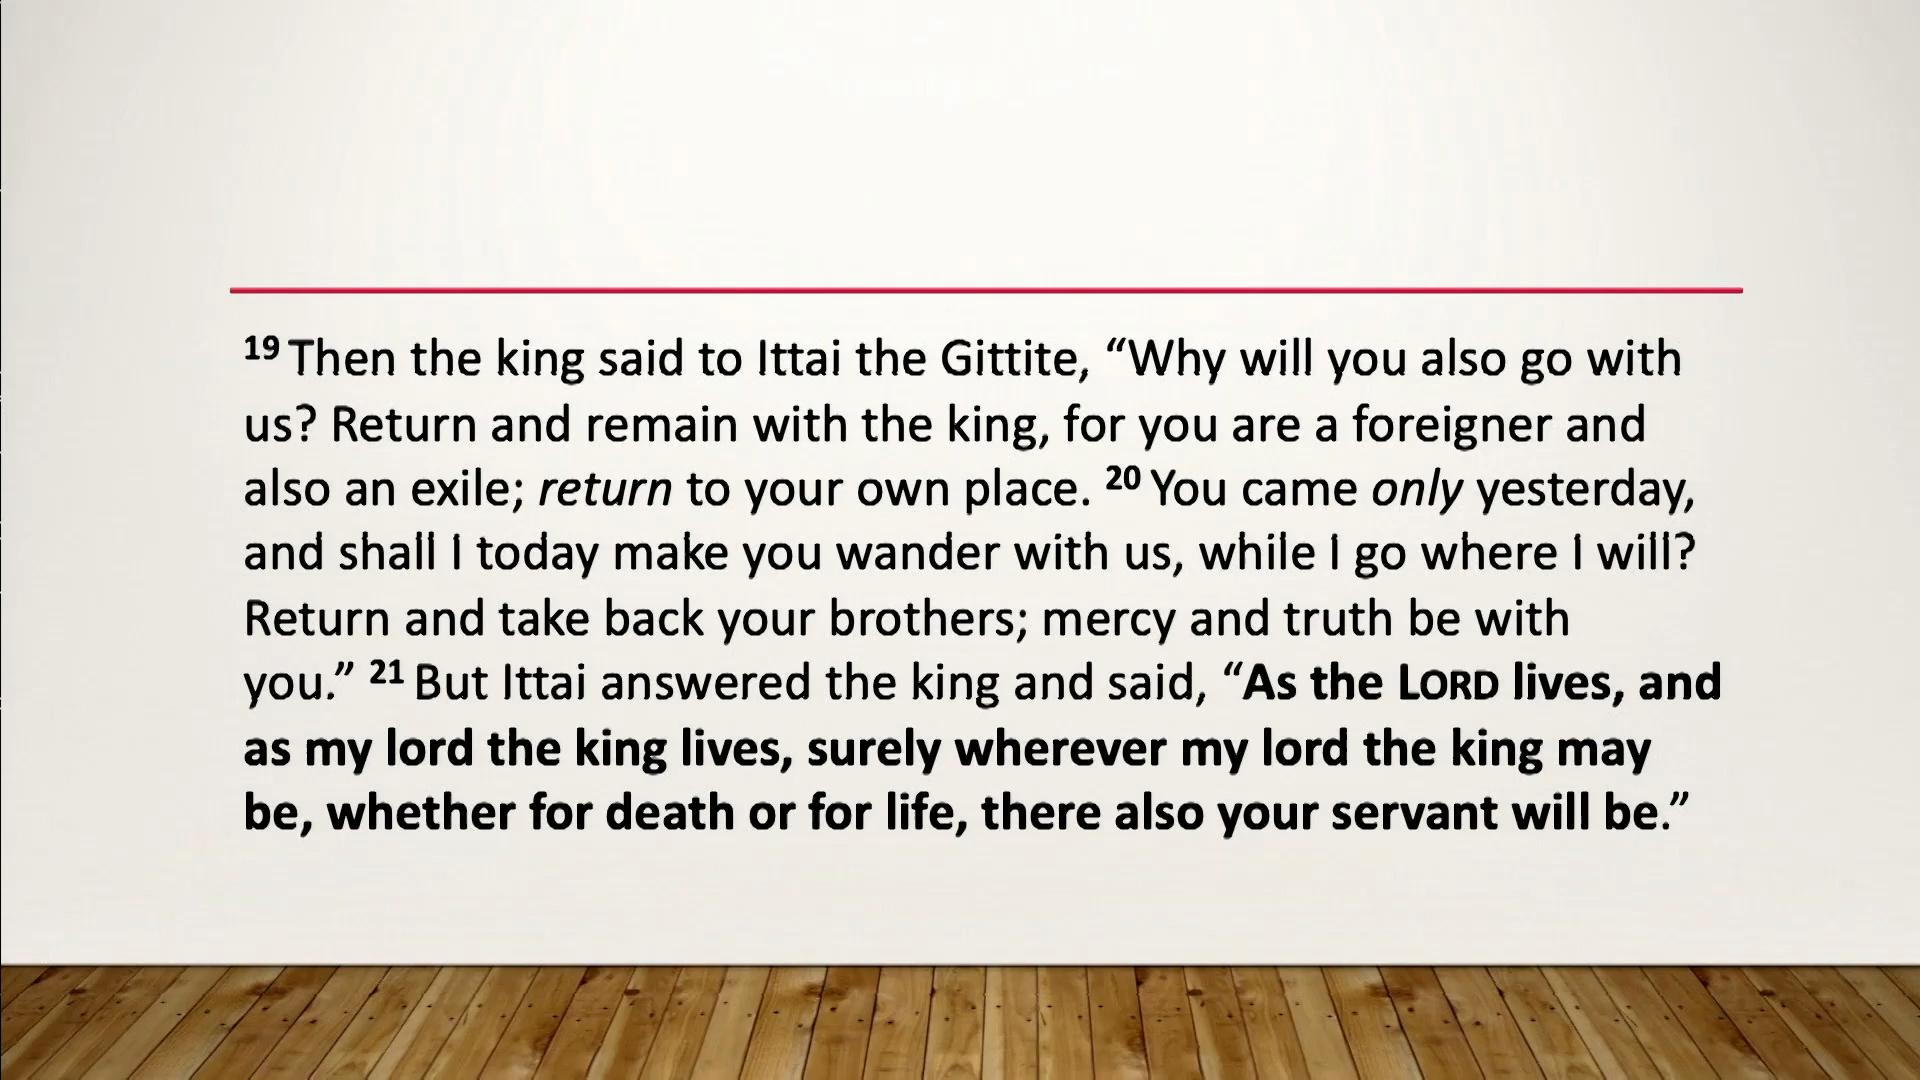 19 Then the king said to Ittai the Gittite, “Why will you also go with
us? Return and remain with the king, for you are a foreigner and
also an exile; return to your own place. 20 You came only yesterday,
and shall I today make you wander with us, while I go where I will?
Return and take back your brothers; mercy and truth be with
you.” 21 But Ittai answered the king and said, “As the LORD lives, and
as my lord the king lives, surely wherever my lord the king may
be, whether for death or for life, there also your servant will be.”